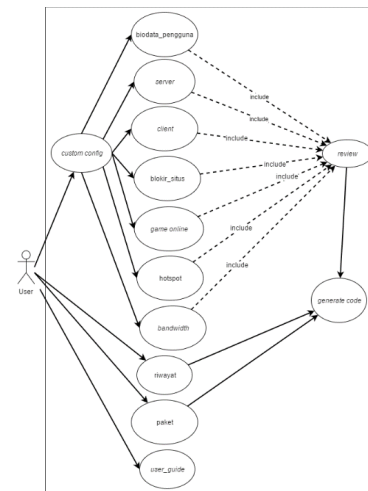 biodata_pengguna
server
include
include
client
include
custom config
review
blokir_situs
include
include
game online
include
hotspot
include
User
generate code
bandwidth
riwayat
paket
user_guide